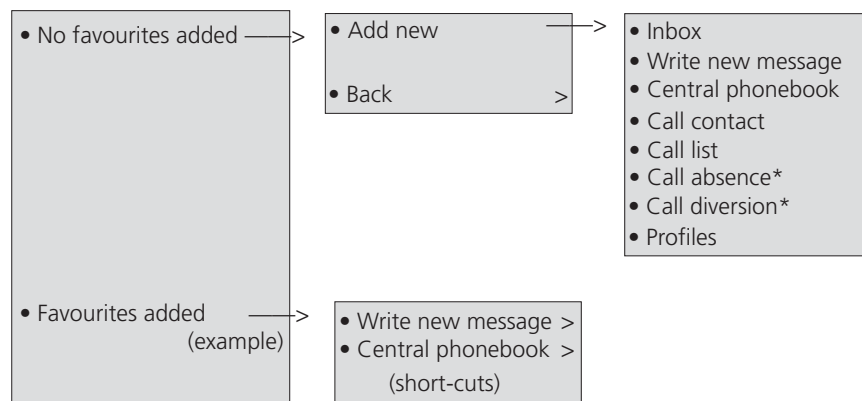 • No favourites added ——>
• Add new ——>
• Back >
• Inbox
• Write new message
• Central phonebook
• Call contact
• Call list
• Call absence*
• Call diversion*
• Profiles
• Favourites added ——>
(example)
• Write new message >
• Central phonebook >
(short-cuts)